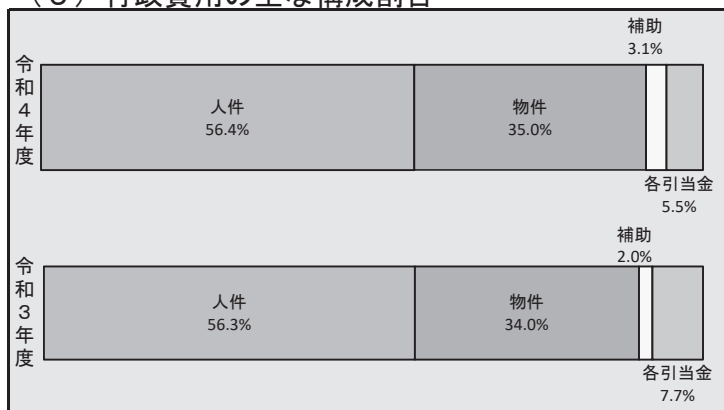 （３）行政費用の主な構成割合
令和４年度
補助
3.1%
人件
56.4%
物件
35.0%
各引当金
5.5%
令和３年度
補助
2.0%
人件
56.3%
物件
34.0%
各引当金
7.7%